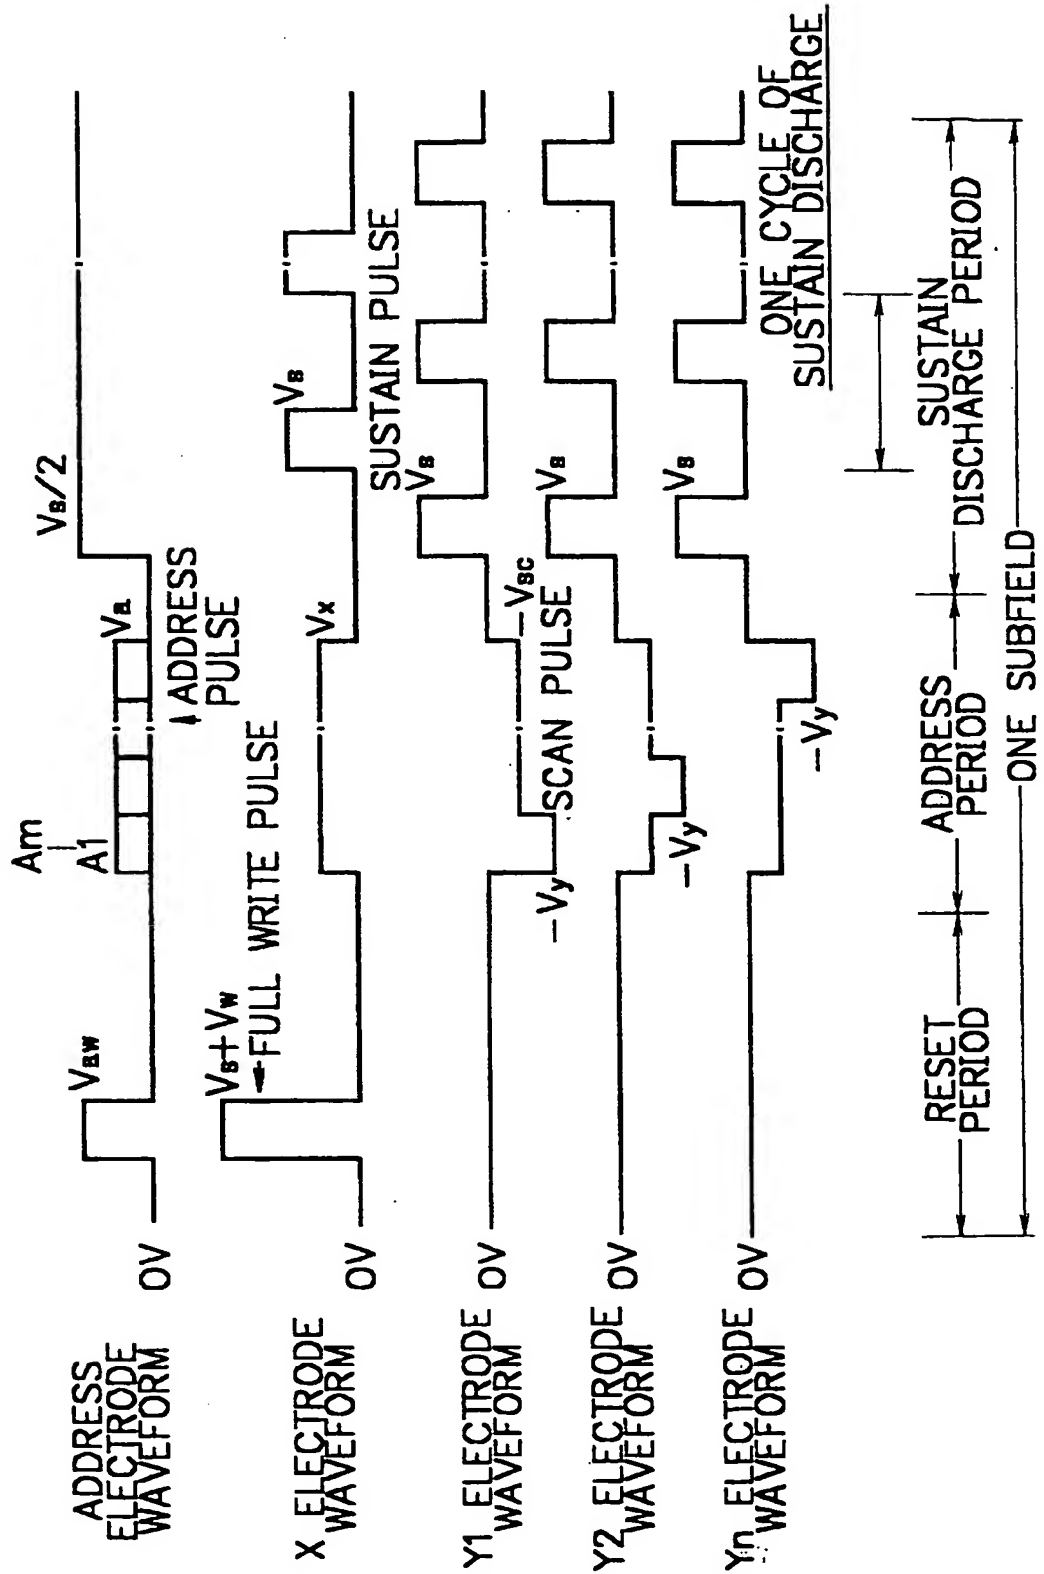 ADDRESS
ELECTRODE
WAVEFORM
0V
VAW
Am
A1
Va
ADDRESS
PULSE
Vs/2
X ELECTRODE
WAVEFORM
0V
Vs+Vw
FULL WRITE PULSE
Vx
Vs
SUSTAIN PULSE
Y1 ELECTRODE
WAVEFORM
0V
-Vy
SCAN PULSE
-Vsc
Vs
Y2 ELECTRODE
WAVEFORM
0V
-Vy
Vs
Yn ELECTRODE
WAVEFORM
0V
-Vy
Vs
ONE CYCLE OF
SUSTAIN DISCHARGE
RESET
PERIOD
ADDRESS
PERIOD
SUSTAIN
DISCHARGE PERIOD
ONE SUBFIELD